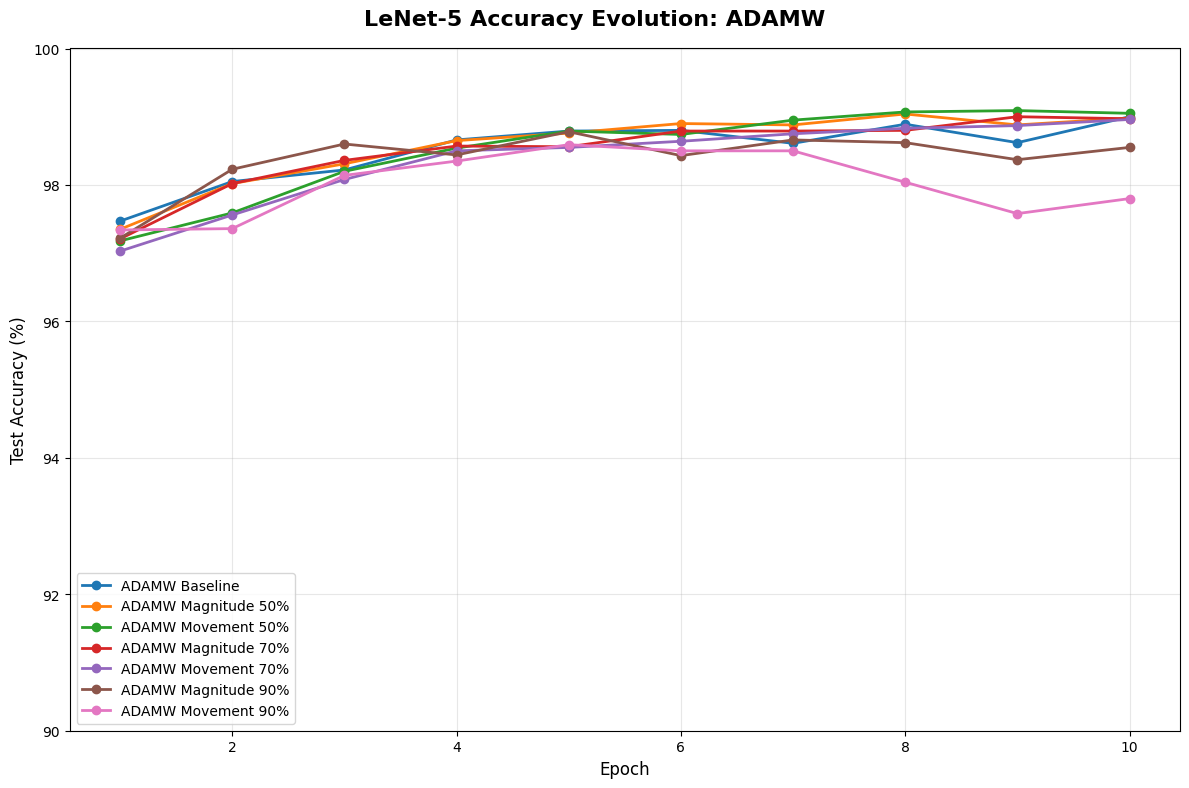 LeNet-5 Accuracy Evolution: ADAMW
Test Accuracy (%)
100
98
96
94
92
90
ADAMW Baseline
ADAMW Magnitude 50%
ADAMW Movement 50%
ADAMW Magnitude 70%
ADAMW Movement 70%
ADAMW Magnitude 90%
ADAMW Movement 90%
2 4 6 8 10
Epoch